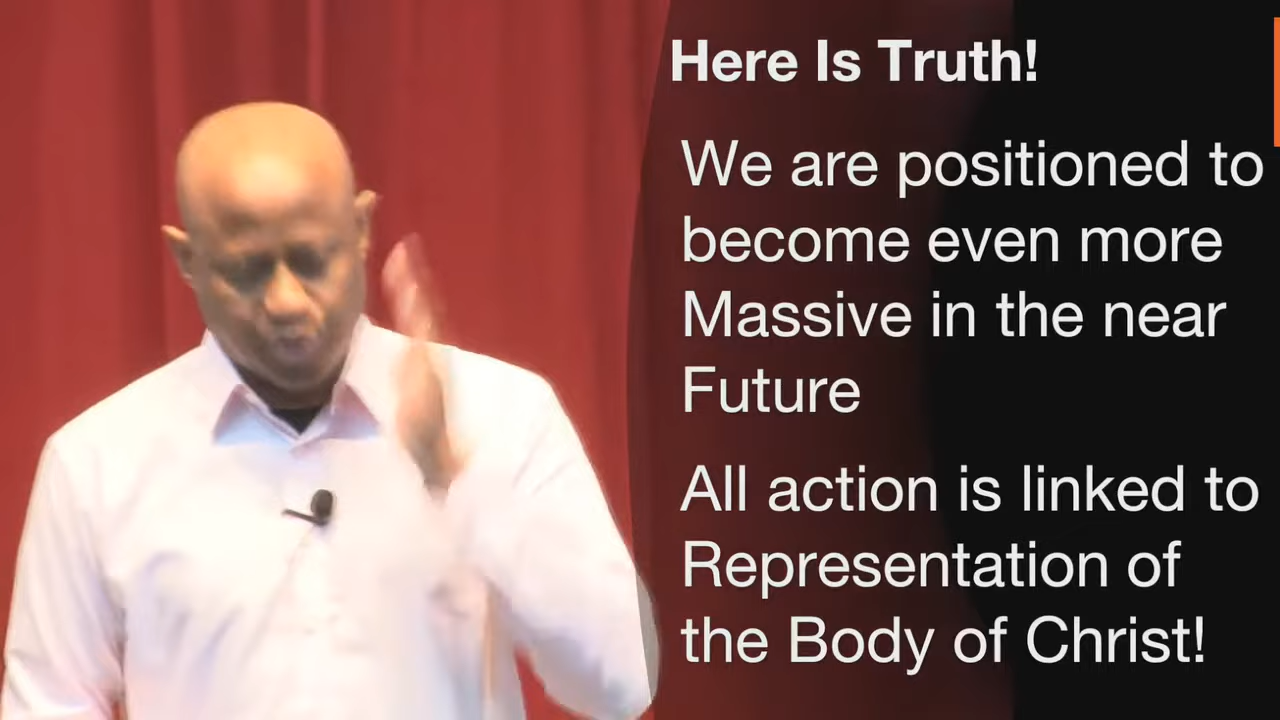 Here Is Truth!
We are positioned to
become even more
Massive in the near
Future
All action is linked to
Representation of
the Body of Christ!